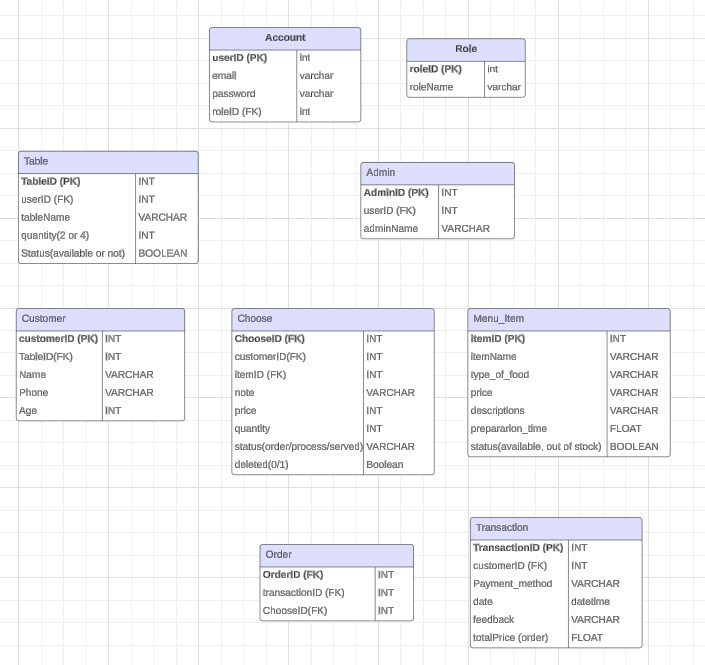 Account
userID (PK) int
email varchar
password varchar
roleID (FK) int
Role
roleID (PK) int
roleName varchar
Table
TableID (PK) INT
userID (FK) INT
tableName VARCHAR
quantity(2 or 4) INT
Status(available or not) BOOLEAN
Admin
AdminID (PK) INT
userID (FK) INT
adminName VARCHAR
Customer
customerID (PK) INT
TableID(FK) INT
Name VARCHAR
Phone VARCHAR
Age INT
Choose
ChooseID (FK) INT
customerID(FK) INT
itemID (FK) INT
note VARCHAR
price INT
quantity INT
status(order/process/served) VARCHAR
deleted(0/1) Boolean
Menu_Item
itemID (PK) INT
itemName VARCHAR
type_of_food VARCHAR
price VARCHAR
descriptions VARCHAR
prepararion_time FLOAT
status(available, out of stock) BOOLEAN
Order
OrderID (FK) INT
transactionID (FK) INT
ChooseID(FK) INT
Transaction
TransactionID (PK) INT
customerID (FK) INT
Payment_method VARCHAR
date datetime
feedback VARCHAR
totalPrice (order) FLOAT